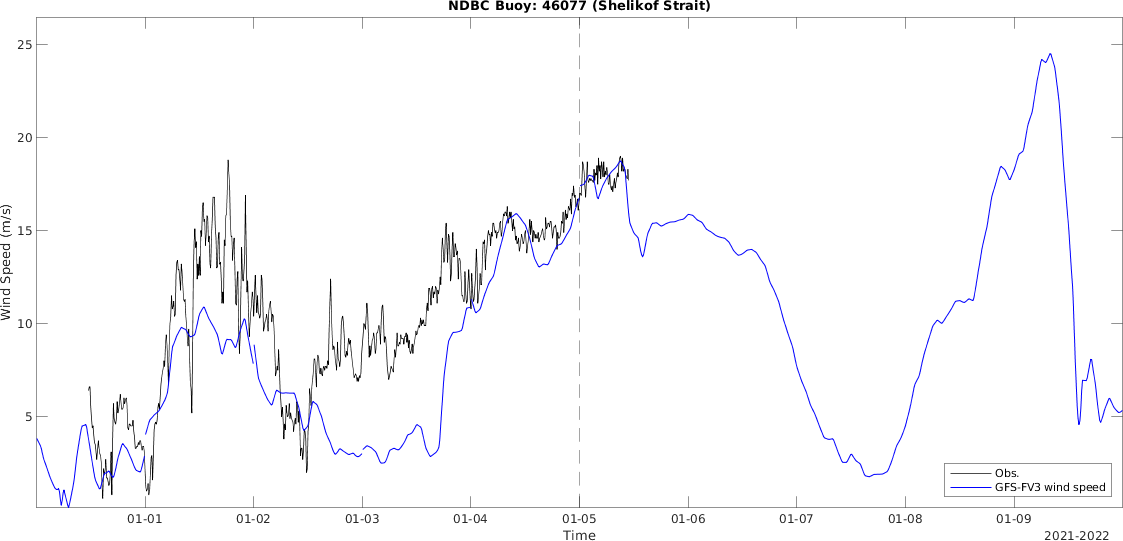 NDBC Buoy: 46077 (Shelikof Strait)
25
20
15
10
5
Wind Speed (m/s)
01-01 01-02 01-03 01-04 01-05 01-06 01-07 01-08 01-09
Time
2021-2022
Obs.
GFS-FV3 wind speed